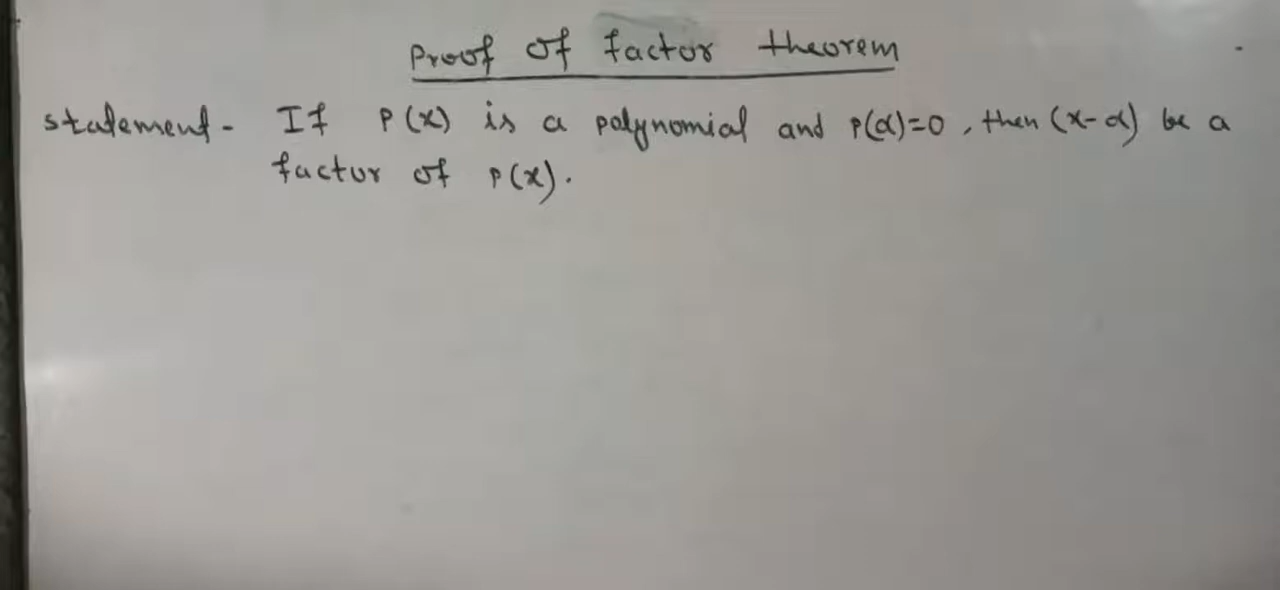 Proof of factor theorem
statement - If P(x) is a polynomial and P(α)=0, then (x-α) be a
factor of P(x).